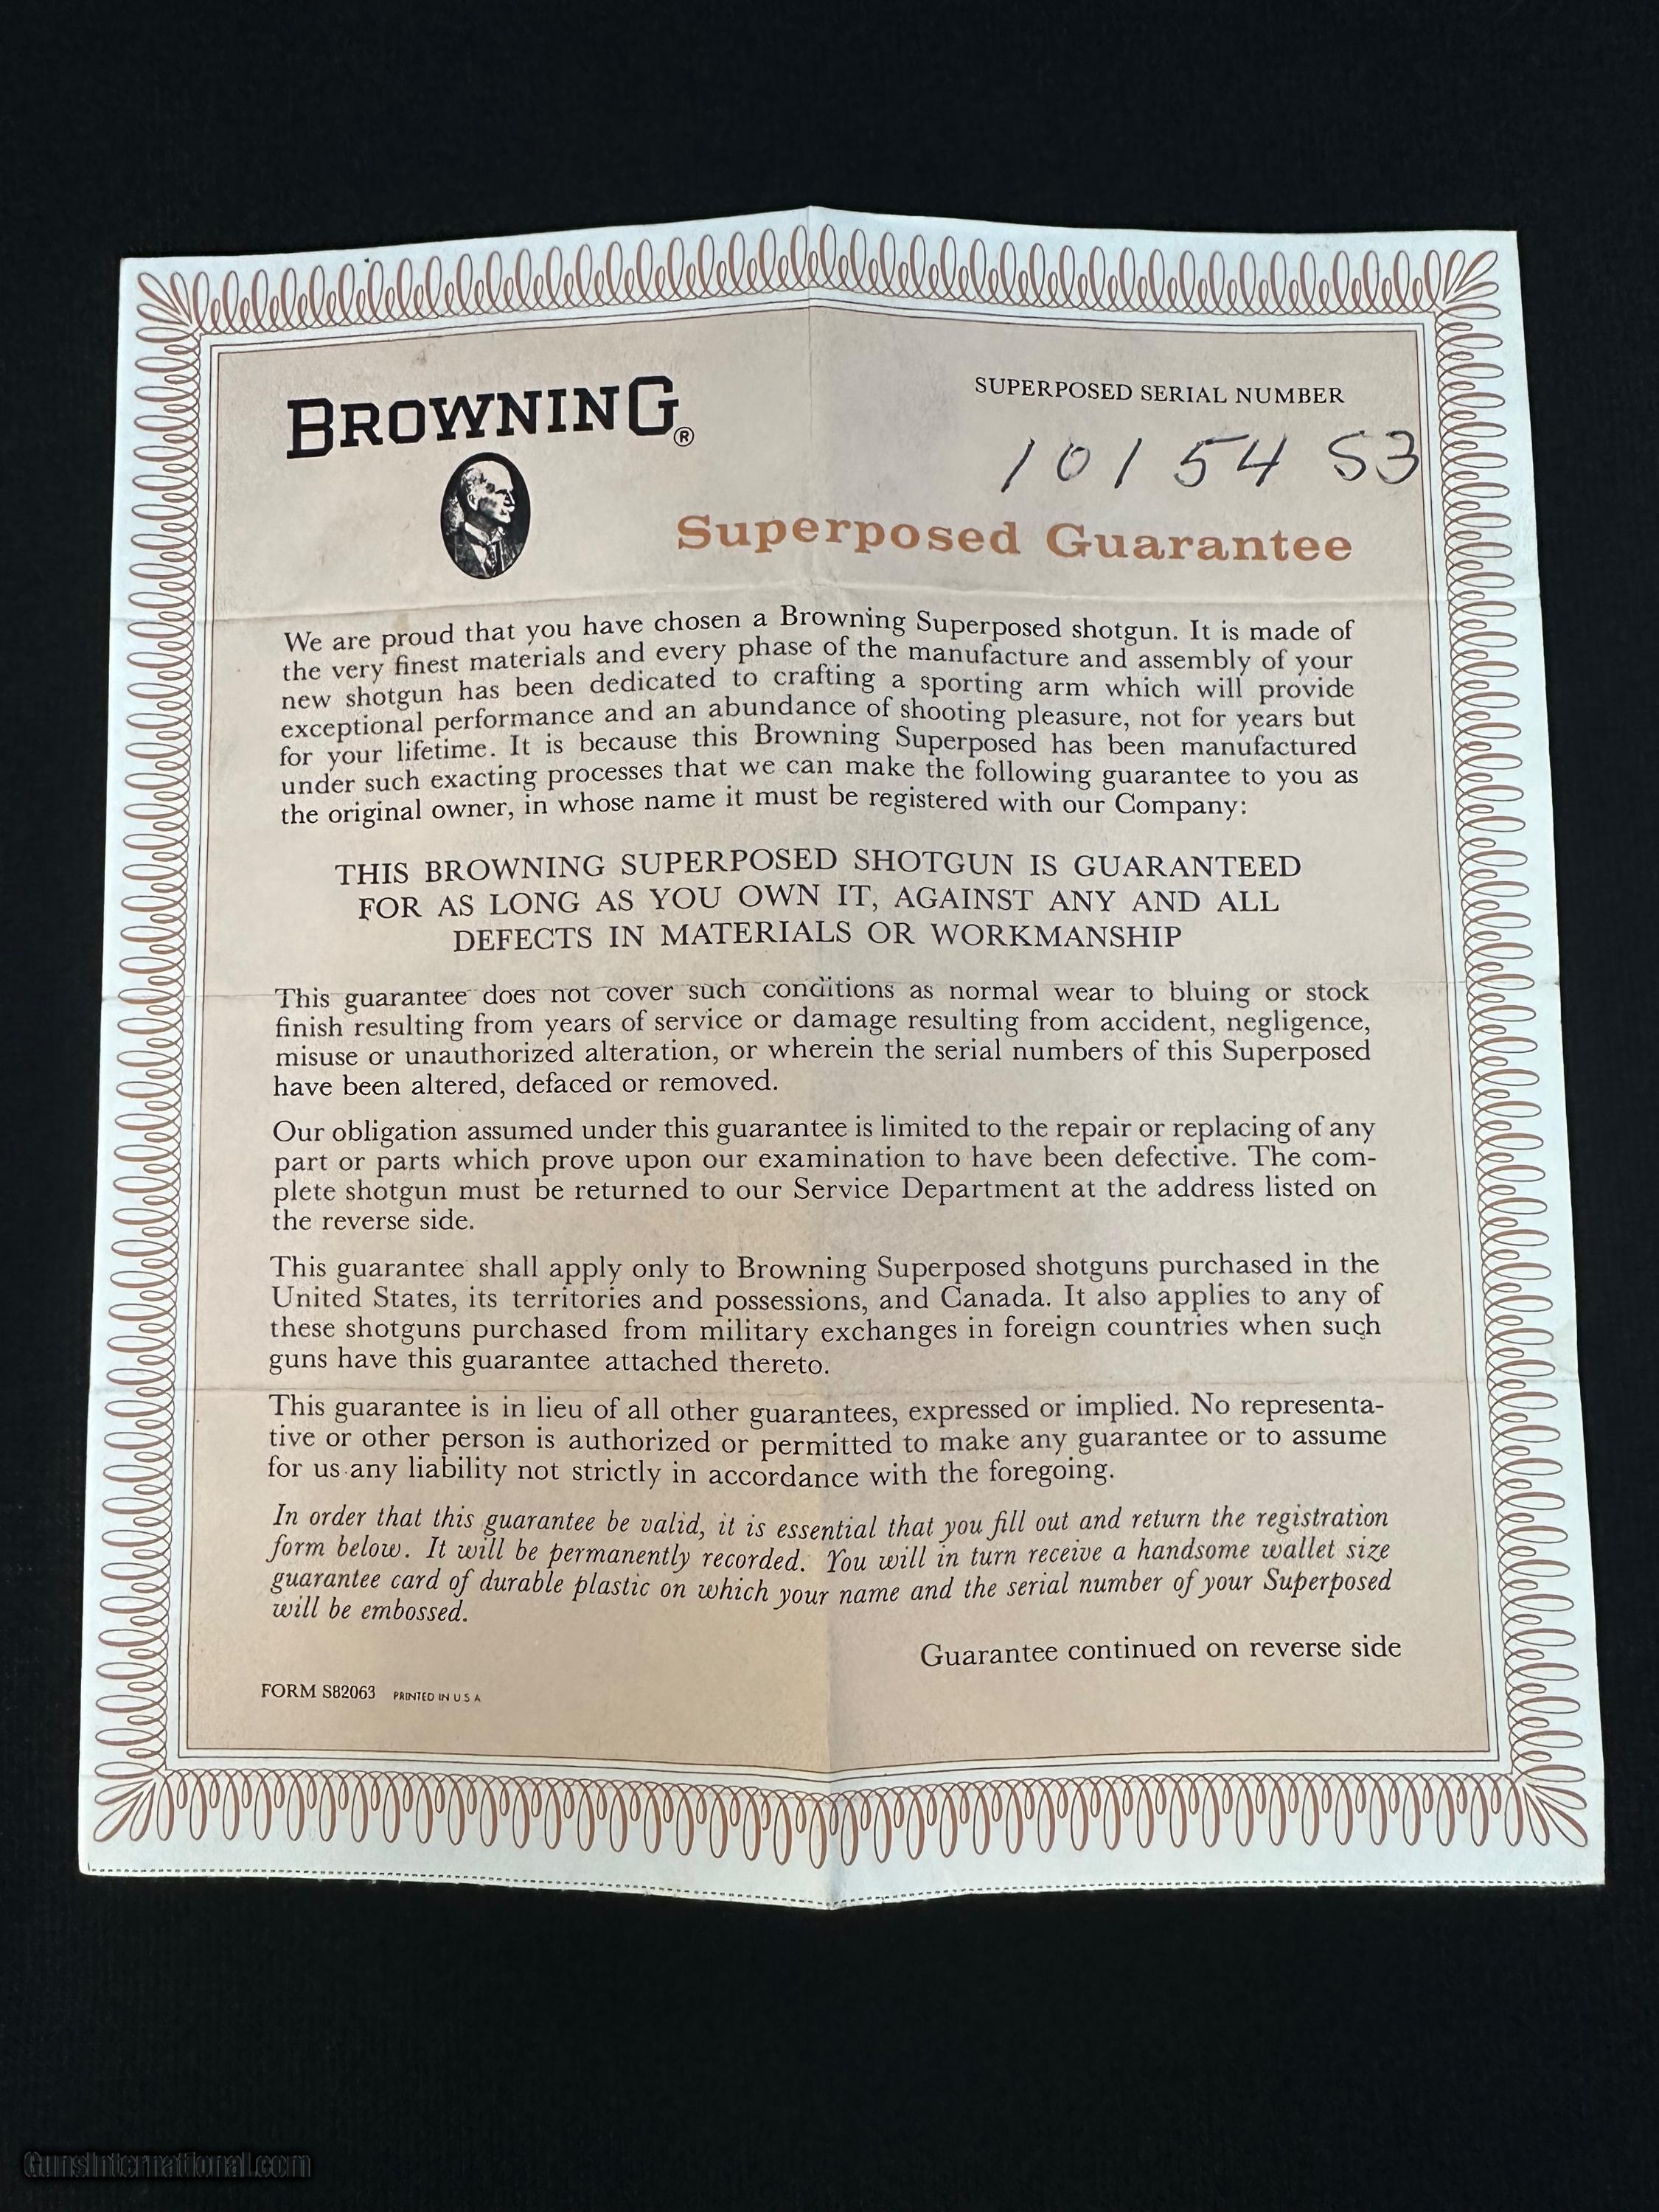 BROWNING®
SUPERPOSED SERIAL NUMBER
10154 S3
Superposed Guarantee
We are proud that you have chosen a Browning Superposed shotgun. It is made of
the very finest materials and every phase of the manufacture and assembly of your
new shotgun has been dedicated to crafting a sporting arm which will provide
exceptional performance and an abundance of shooting pleasure, not for years but
for your lifetime. It is because this Browning Superposed has been manufactured
under such exacting processes that we can make the following guarantee to you as
the original owner, in whose name it must be registered with our Company:
THIS BROWNING SUPERPOSED SHOTGUN IS GUARANTEED
FOR AS LONG AS YOU OWN IT, AGAINST ANY AND ALL
DEFECTS IN MATERIALS OR WORKMANSHIP
This guarantee does not cover such conditions as normal wear to bluing or stock
finish resulting from years of service or damage resulting from accident, negligence,
misuse or unauthorized alteration, or wherein the serial numbers of this Superposed
have been altered, defaced or removed.
Our obligation assumed under this guarantee is limited to the repair or replacing of any
part or parts which prove upon our examination to have been defective. The com-
plete shotgun must be returned to our Service Department at the address listed on
the reverse side.
This guarantee shall apply only to Browning Superposed shotguns purchased in the
United States, its territories and possessions, and Canada. It also applies to any of
these shotguns purchased from military exchanges in foreign countries when such
guns have this guarantee attached thereto.
This guarantee is in lieu of all other guarantees, expressed or implied. No representa-
tive or other person is authorized or permitted to make any guarantee or to assume
for us any liability not strictly in accordance with the foregoing.
In order that this guarantee be valid, it is essential that you fill out and return the registration
form below. It will be permanently recorded. You will in turn receive a handsome wallet size
guarantee card of durable plastic on which your name and the serial number of your Superposed
will be embossed.
Guarantee continued on reverse side
FORM S82063 PRINTED IN U S A
GunsInternational.com